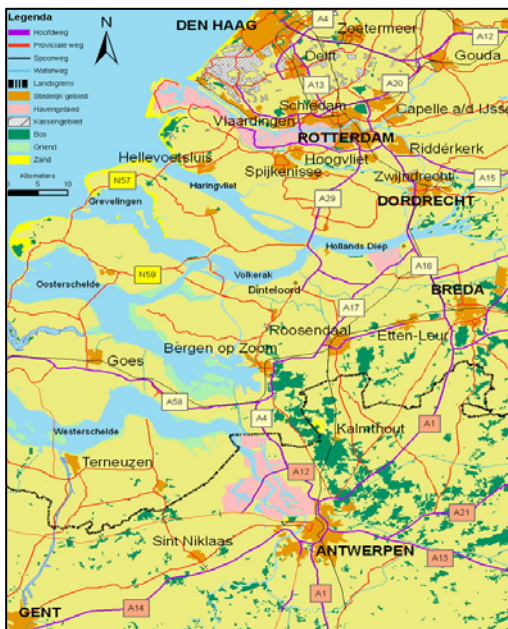 Legenda
Hoofdweg
Provinciale weg
Spoorweg
Waterweg
Landsgrens
Stedelijk gebied
Havengebied
Kassengebied
Bos
Griend
Zand
Kilometers
0 5 10
N
DEN HAAG
A4
Zoetermeer
A12
Delft
Gouda
A13
A20
Schiedam
Capelle a/d IJsse
Vlaardingen
ROTTERDAM
Ridderkerk
Hellevoetsluis
Hoogvliet
Spijkenisse
Zwijndrecht
A15
N57
Haringvliet
DORDRECHT
Grevelingen
A29
Hollands Diep
A16
N59
Volkerak
Oosterschelde
Dinteloord
BREDA
A17
Roosendaal
Etten-Leur
Bergen op Zoom
Goes
A58
A4
A1
Westerschelde
Kalmthout
Terneuzen
A12
A21
Sint Niklaas
ANTWERPEN
A13
A1
A14
GENT